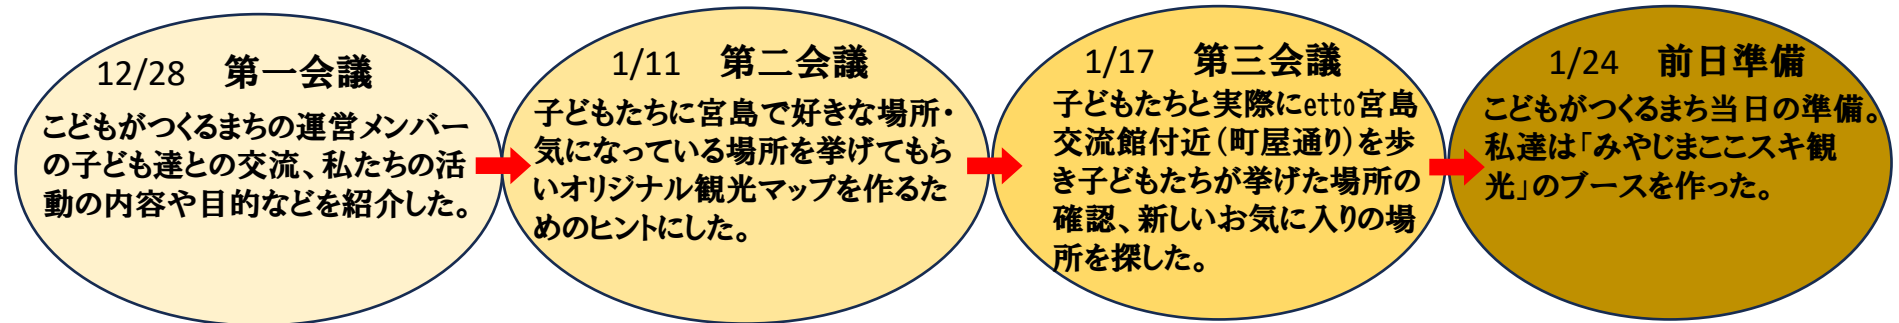 12/28　第一会議
こどもがつくるまちの運営メンバー
の子ども達との交流、私たちの活
動の内容や目的などを紹介した。
1/11　第二会議
子どもたちに宮島で好きな場所・
気になっている場所を挙げてもら
いオリジナル観光マップを作るた
めのヒントにした。
1/17　第三会議
子どもたちと実際にetto宮島
交流館付近（町屋通り）を歩
き子どもたちが挙げた場所の
確認、新しいお気に入りの場
所を探した。
1/24　前日準備
こどもがつくるまち当日の準備。
私達は「みやじまここスキ観
光」のブースを作った。